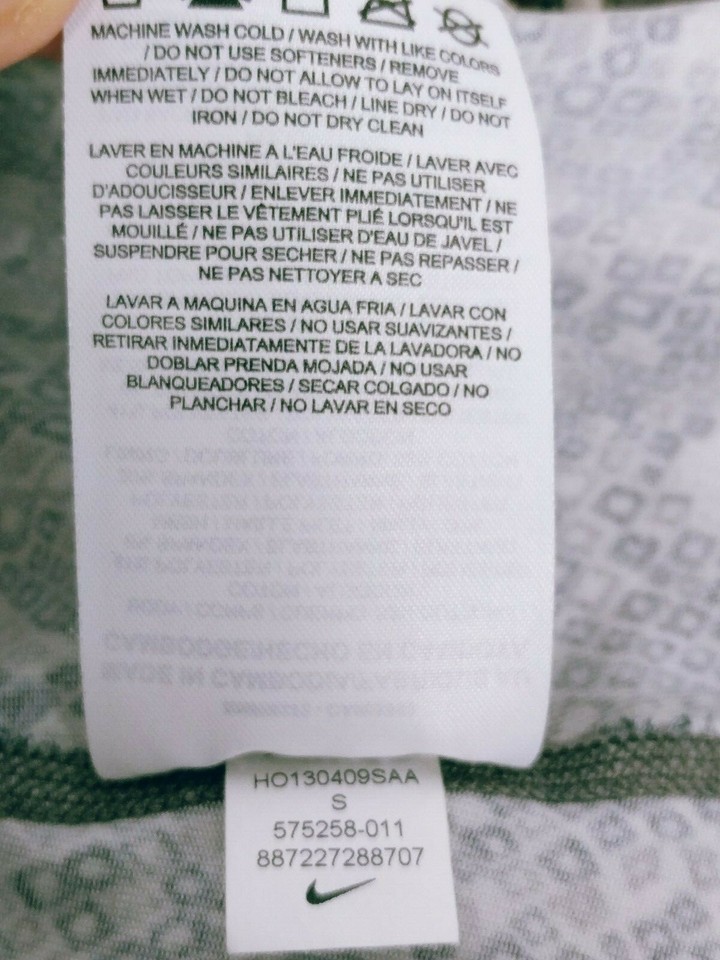 MACHINE WASH COLD / WASH WITH LIKE COLORS
/ DO NOT USE SOFTENERS / REMOVE
IMMEDIATELY / DO NOT ALLOW TO LAY ON ITSELF
WHEN WET / DO NOT BLEACH / LINE DRY / DO NOT
IRON / DO NOT DRY CLEAN
LAVER EN MACHINE A L'EAU FROIDE / LAVER AVEC
COULEURS SIMILAIRES / NE PAS UTILISER
D'ADOUCISSEUR / ENLEVER IMMEDIATEMENT / NE
PAS LAISSER LE VÊTEMENT PLIÉ LORSQU'IL EST
MOUILLÉ / NE PAS UTILISER D'EAU DE JAVEL /
SUSPENDRE POUR SECHER / NE PAS REPASSER /
NE PAS NETTOYER A SEC
LAVAR A MAQUINA EN AGUA FRIA / LAVAR CON
COLORES SIMILARES / NO USAR SUAVIZANTES /
RETIRAR INMEDIATAMENTE DE LA LAVADORA / NO
DOBLAR PRENDA MOJADA / NO USAR
BLANQUEADORES / SECAR COLGADO / NO
PLANCHAR / NO LAVAR EN SECO
HO130409SAA
S
575258-011
887227288707